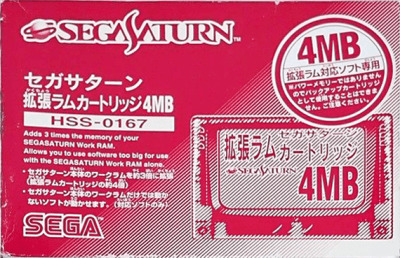 SEGA SATURN™
セガサターン
拡張ラムカートリッジ4MB
HSS-0167
Adds 3 times the memory of your
SEGASATURN Work RAM.
Allows you to use software too big for use
with the SEGASATURN Work RAM alone.
・セガサターン本体のワークラムを約3倍に拡張
(拡張ラムカートリッジの約4倍)
・セガサターン本体のワークラムだけでは動か
ないソフトが動かせます。(対応ソフトのみ)
SEGA
4MB
拡張ラム対応ソフト専用
※パワーメモリーではありません
のでバックアップカートリッジ
として使用することはできま
せん。ご注意ください。
セガサターン
拡張ラムカートリッジ
4MB